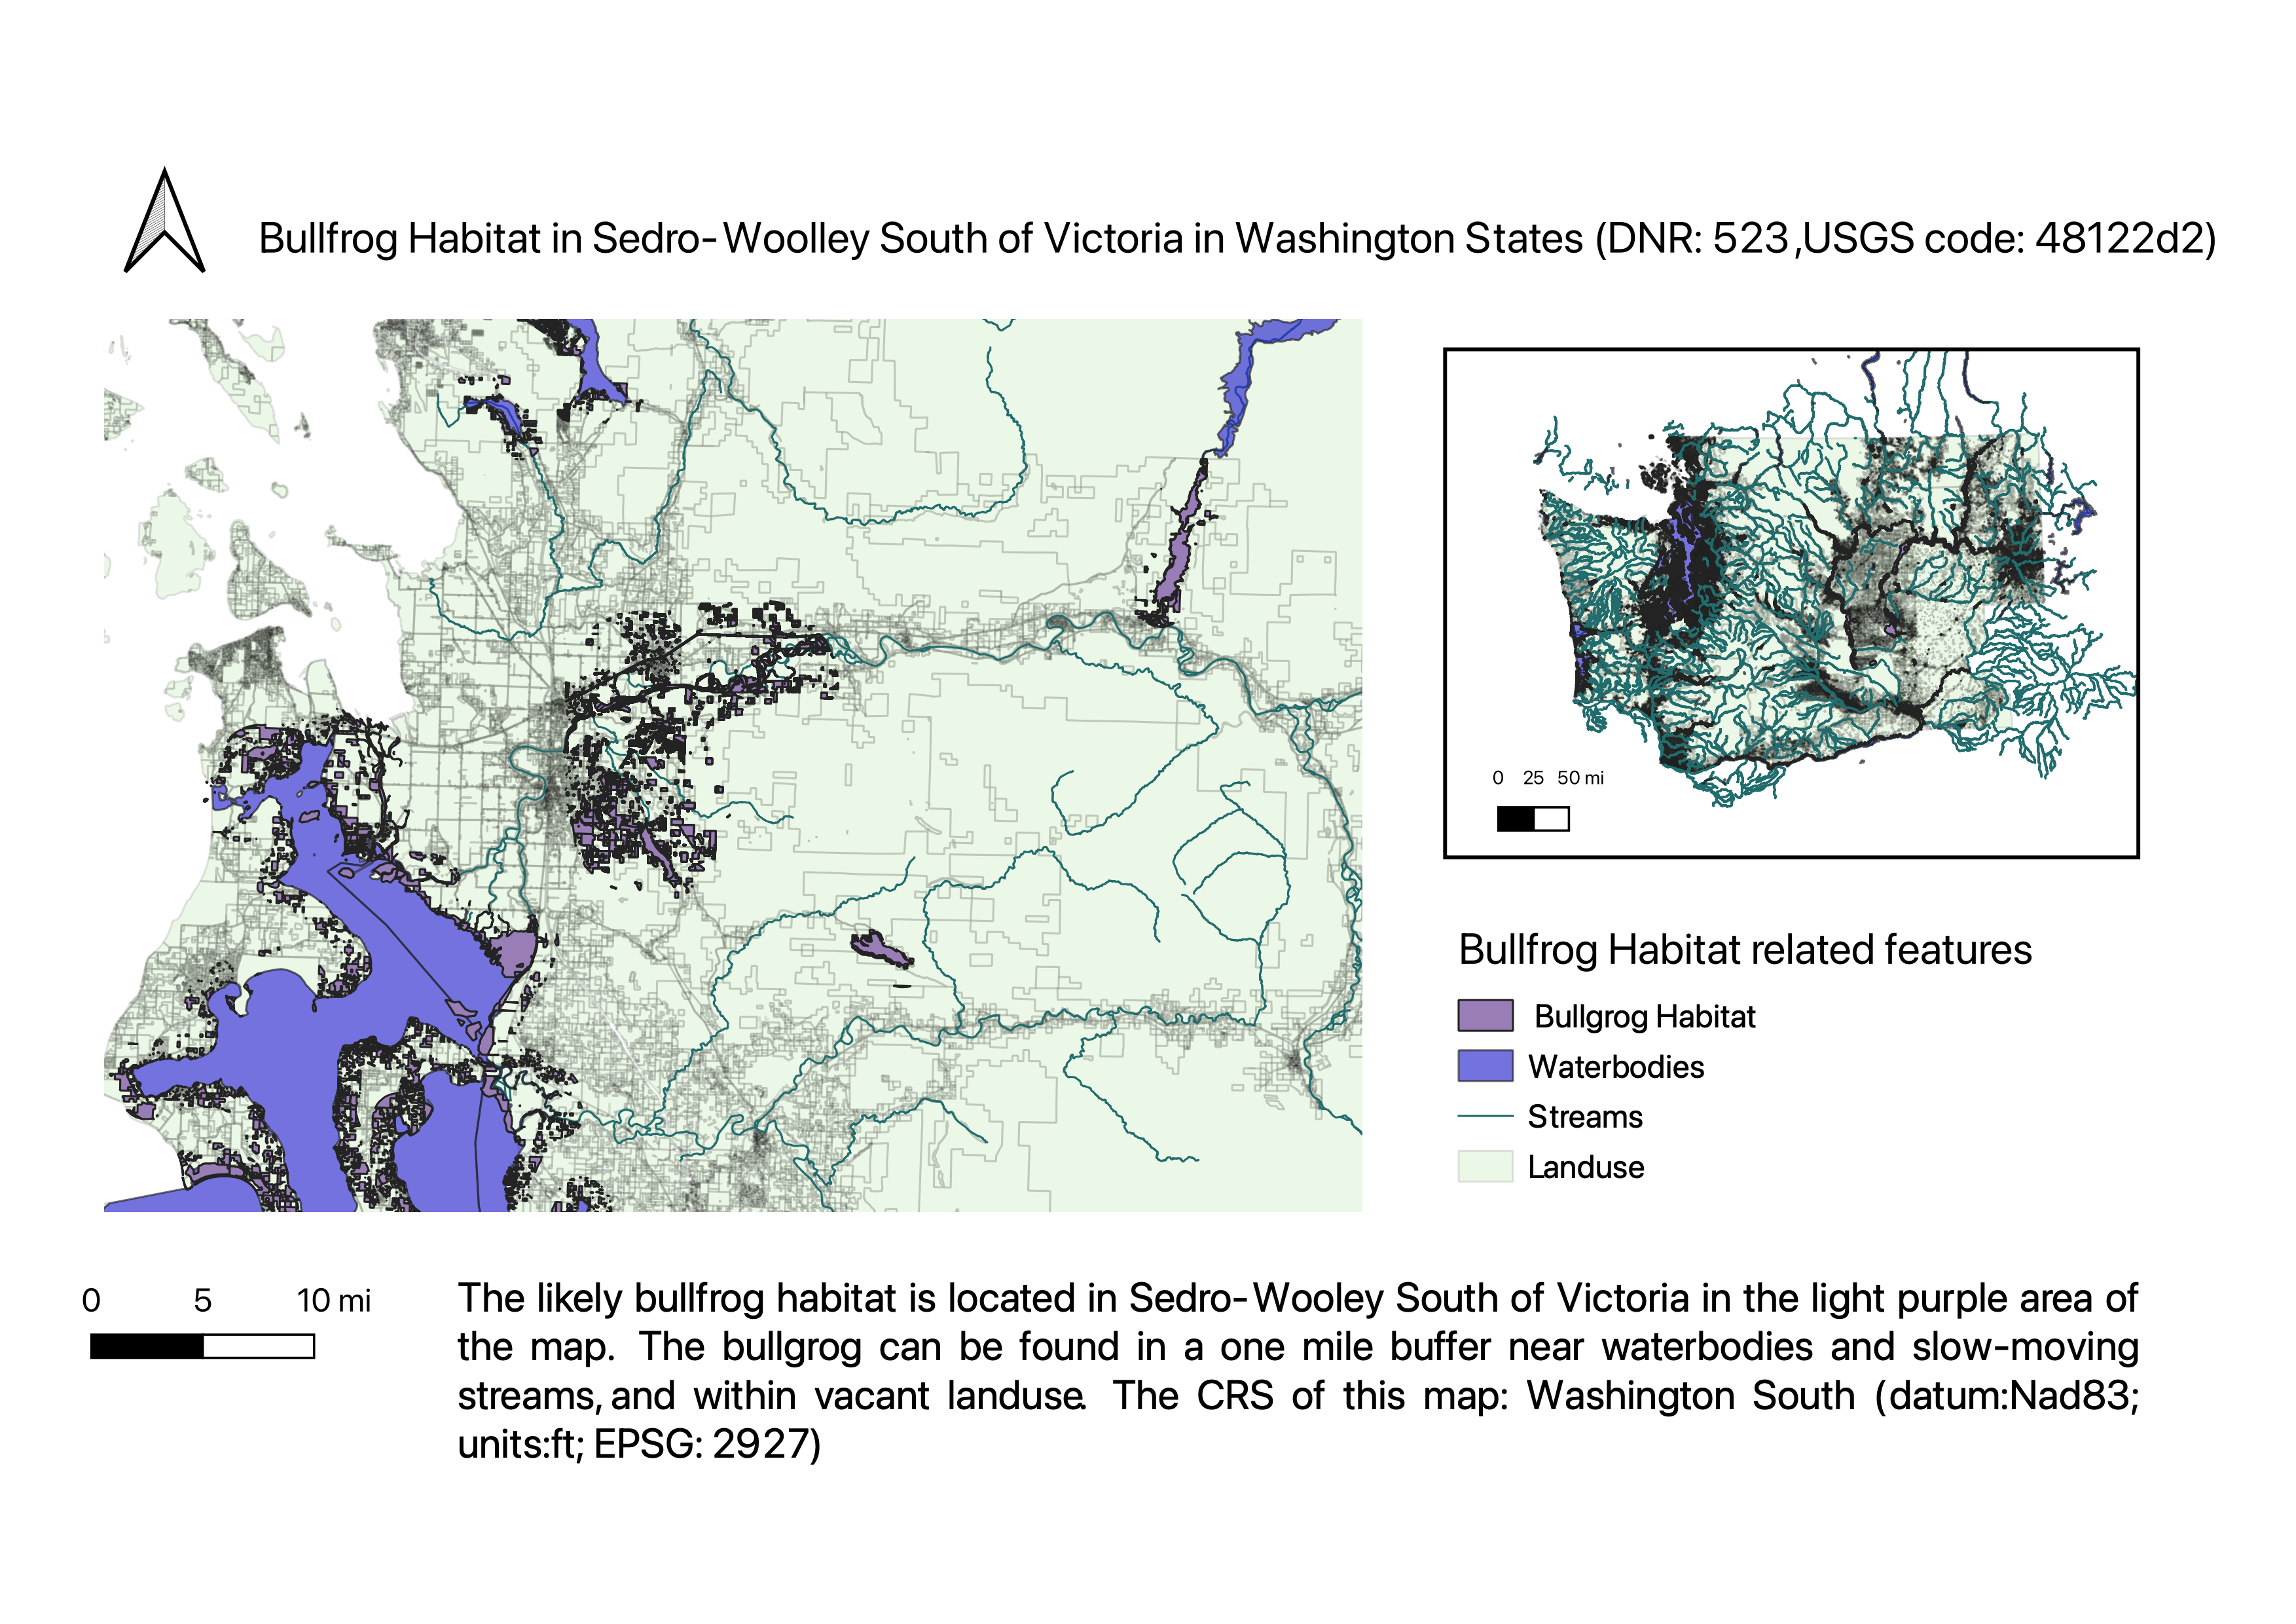 Bullfrog Habitat in Sedro-Woolley South of Victoria in Washington States (DNR: 523,USGS code: 48122d2)
0 25 50 mi
Bullfrog Habitat related features
Bullgrog Habitat
Waterbodies
Streams
Landuse
0 5 10 mi
The likely bullfrog habitat is located in Sedro-Wooley South of Victoria in the light purple area of
the map. The bullgrog can be found in a one mile buffer near waterbodies and slow-moving
streams, and within vacant landuse. The CRS of this map: Washington South (datum:Nad83;
units:ft; EPSG: 2927)